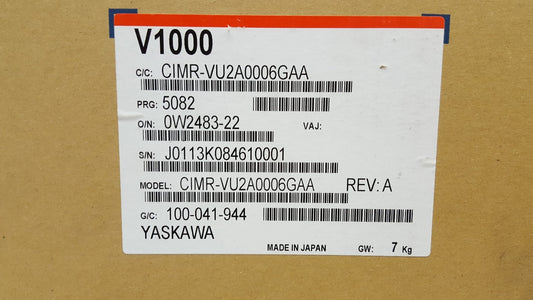 V1000
C/C: CIMR-VU2A0006GAA
PRG: 5082
O/N: 0W2483-22 VAJ:
S/N: J0113K084610001
MODEL: CIMR-VU2A0006GAA REV: A
G/C: 100-041-944
YASKAWA
MADE IN JAPAN GW: 7 Kg